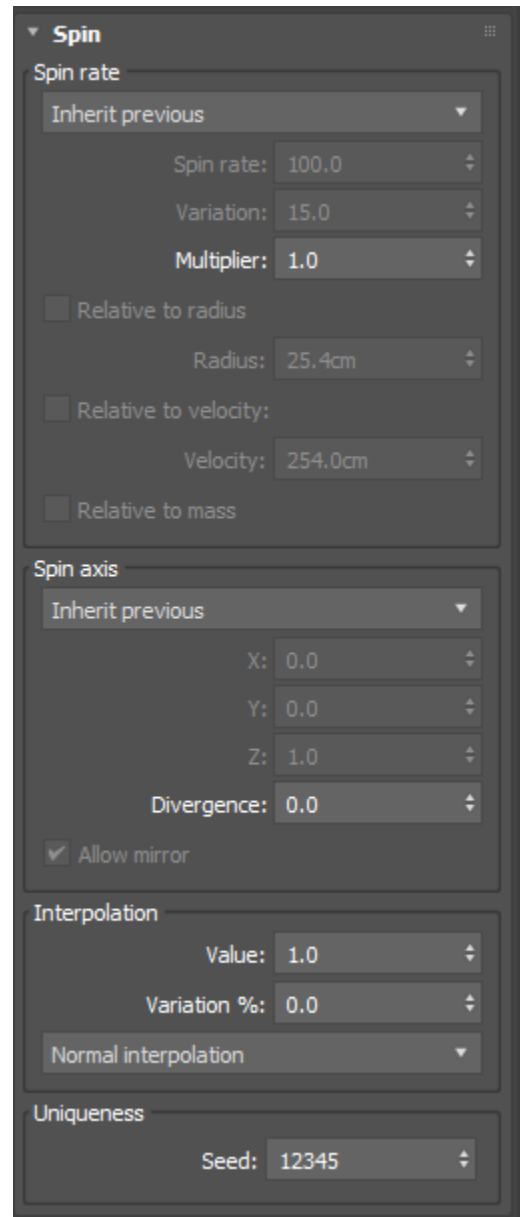 Spin
Spin rate
Inherit previous
Spin rate: 100.0
Variation: 15.0
Multiplier: 1.0
Relative to radius
Radius: 25.4cm
Relative to velocity:
Velocity: 254.0cm
Relative to mass
Spin axis
Inherit previous
X: 0.0
Y: 0.0
Z: 1.0
Divergence: 0.0
Allow mirror
Interpolation
Value: 1.0
Variation %: 0.0
Normal interpolation
Uniqueness
Seed: 12345